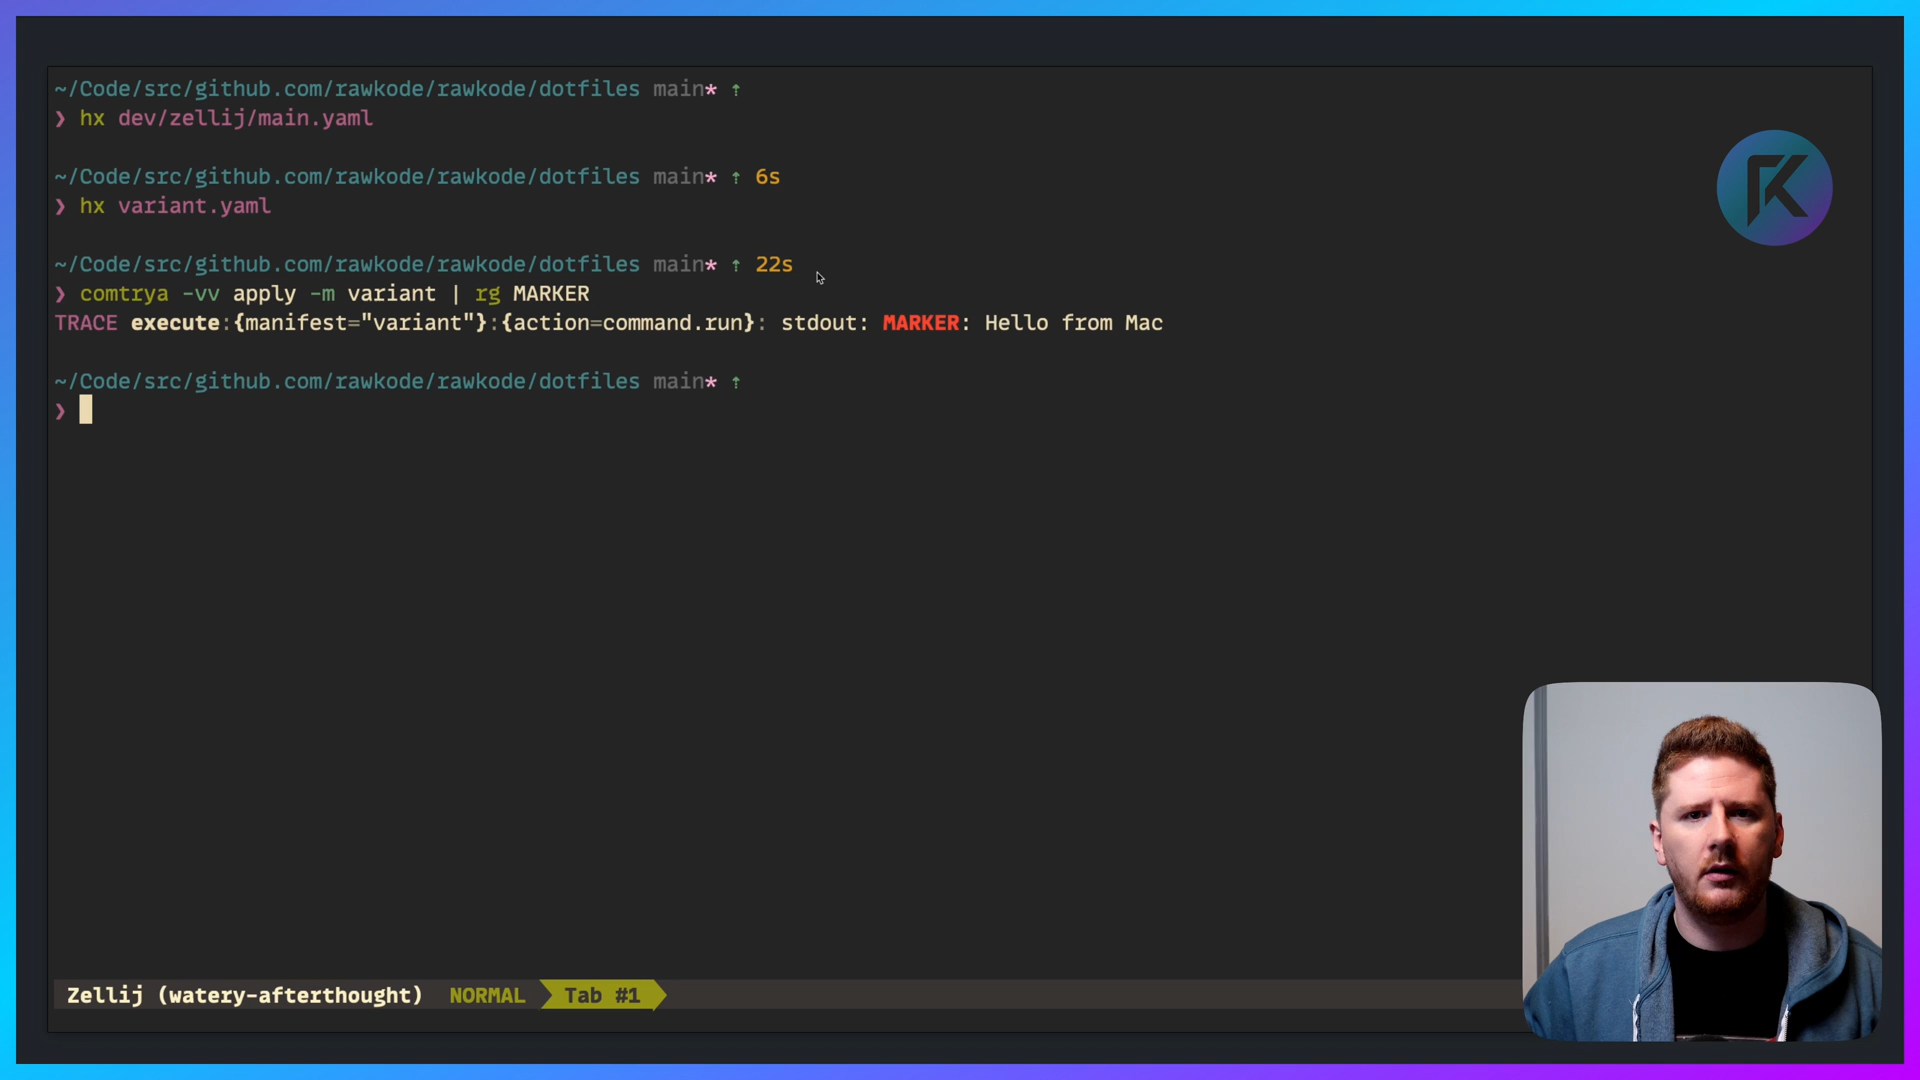 ~/Code/src/github.com/rawkode/rawkode/dotfiles main* ⇡
❯ hx dev/zellij/main.yaml
~/Code/src/github.com/rawkode/rawkode/dotfiles main* ⇡ 6s
❯ hx variant.yaml
~/Code/src/github.com/rawkode/rawkode/dotfiles main* ⇡ 22s
❯ comtrya -vv apply -m variant | rg MARKER
TRACE execute:{manifest="variant"}:{action=command.run}: stdout: MARKER: Hello from Mac
~/Code/src/github.com/rawkode/rawkode/dotfiles main* ⇡
❯
Zellij (watery-afterthought) NORMAL Tab #1